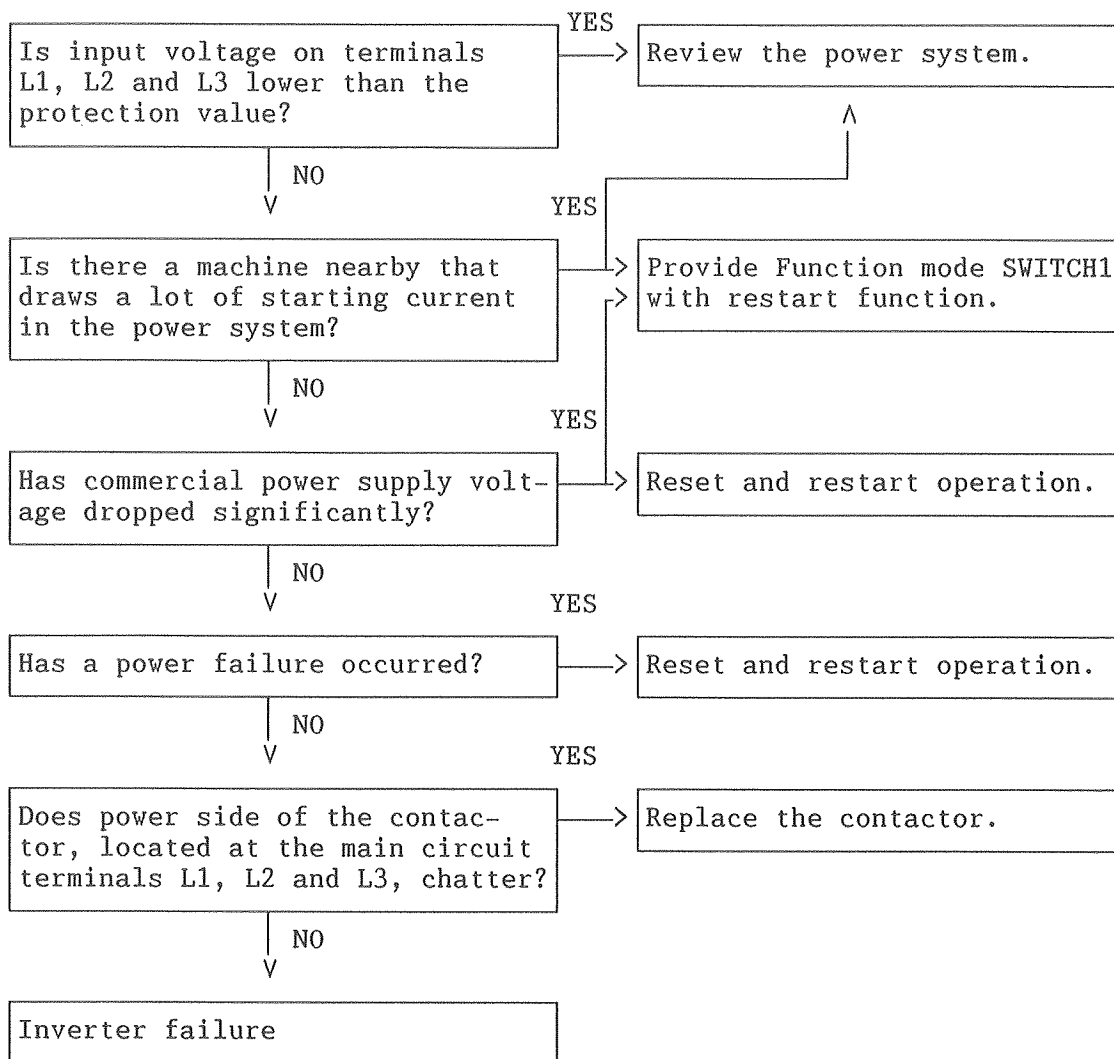 YES
Is input voltage on terminals
L1, L2 and L3 lower than the
protection value?
Review the power system.
NO
YES
Is there a machine nearby that
draws a lot of starting current
in the power system?
Provide Function mode SWITCH1
with restart function.
NO
YES
Has commercial power supply volt-
age dropped significantly?
Reset and restart operation.
NO
YES
Has a power failure occurred?
Reset and restart operation.
NO
YES
Does power side of the contac-
tor, located at the main circuit
terminals L1, L2 and L3, chatter?
Replace the contactor.
NO
Inverter failure